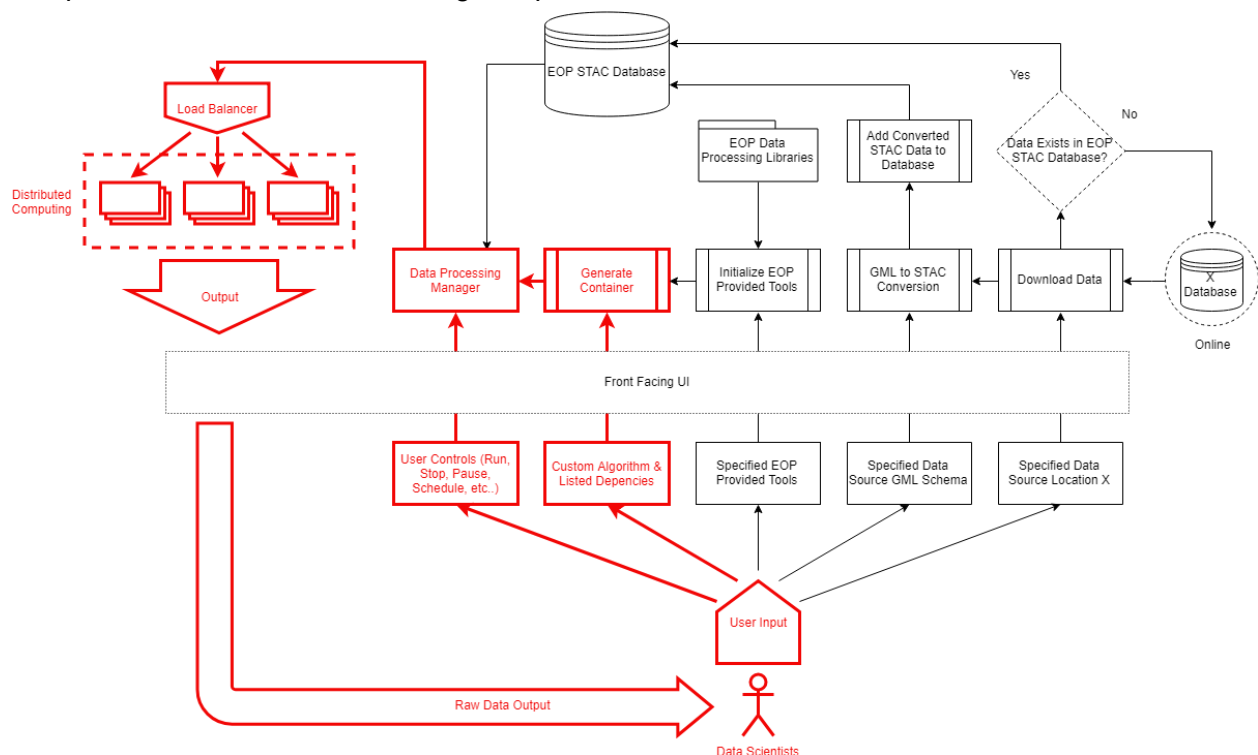 EOP STAC Database
Yes
No
Load Balancer
EOP Data
Processing Libraries
Add Converted
STAC Data to
Database
Data Exists in EOP
STAC Database?
Distributed
Computing
Data Processing
Manager
Generate
Container
Initialize EOP
Provided Tools
GML to STAC
Conversion
Download Data
X
Database
Output
Online
Front Facing UI
User Controls (Run,
Stop, Pause,
Schedule, etc..)
Custom Algorithm &
Listed Depencies
Specified EOP
Provided Tools
Specified Data
Source GML Schema
Specified Data
Source Location X
User Input
Raw Data Output
Data Scientists